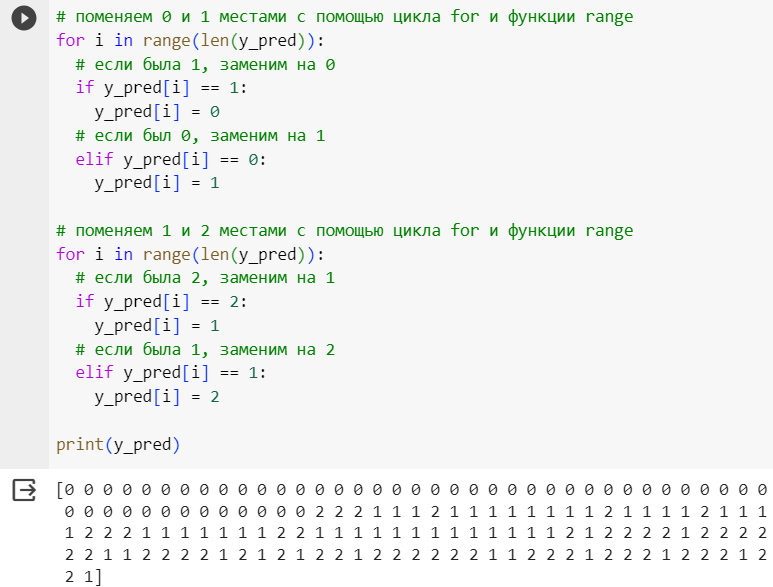 # поменяем 0 и 1 местами с помощью цикла for и функции range
for i in range(len(y_pred)):
  # если была 1, заменим на 0
  if y_pred[i] == 1:
    y_pred[i] = 0
  # если был 0, заменим на 1
  elif y_pred[i] == 0:
    y_pred[i] = 1

# поменяем 1 и 2 местами с помощью цикла for и функции range
for i in range(len(y_pred)):
  # если была 2, заменим на 1
  if y_pred[i] == 2:
    y_pred[i] = 1
  # если была 1, заменим на 2
  elif y_pred[i] == 1:
    y_pred[i] = 2

print(y_pred)
[0 0 0 0 0 0 0 0 0 0 0 0 0 0 0 0 0 0 0 0 0 0 0 0 0 0 0 0 0 0 0 0 0 0 0 0 0
 0 0 0 0 0 0 0 0 0 0 0 0 0 2 2 2 1 1 1 2 1 1 1 1 1 1 1 1 2 1 1 1 1 2 1 1 1
 1 2 2 2 1 1 1 1 1 1 1 2 2 1 1 1 1 1 1 1 1 1 1 1 1 1 2 1 2 2 2 2 1 2 2 2 2
 2 2 1 1 2 2 2 2 1 2 1 2 1 2 2 1 1 2 2 2 2 2 1 1 2 2 2 1 2 2 2 1 2 2 2 1 2
 2 1]